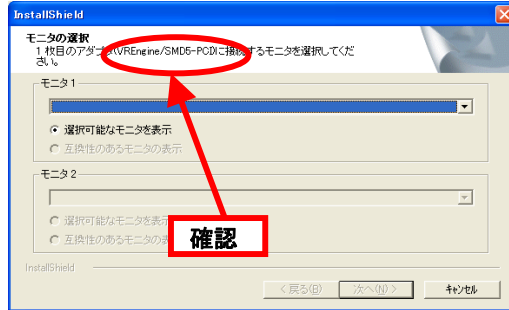 InstallShield
モニタの選択
1 枚目のアダプタ(VREngine/SMD5-PCI)に接続するモニタを選択してくだ
さい。
モニタ 1
選択可能なモニタを表示
互換性のあるモニタの表示
モニタ 2
選択可能なモニタを表示
互換性のあるモニタの表
確認
InstallShield
< 戻る(B)
次へ(N) >
キャンセル